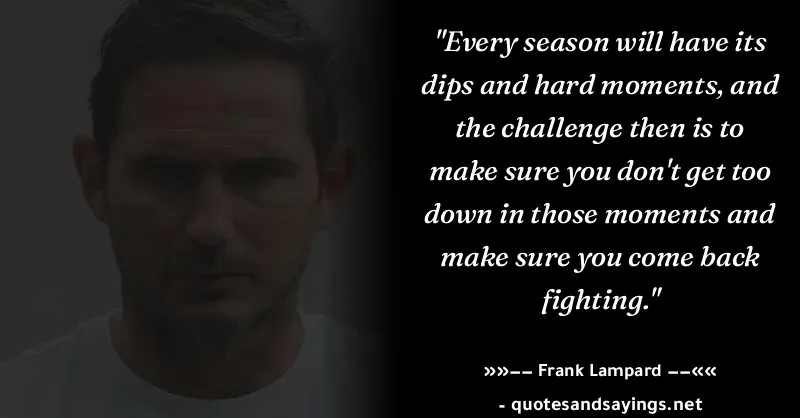 "Every season will have its
dips and hard moments, and
the challenge then is to
make sure you don't get too
down in those moments and
make sure you come back
fighting."
»»–– Frank Lampard ––««
- quotesandsayings.net